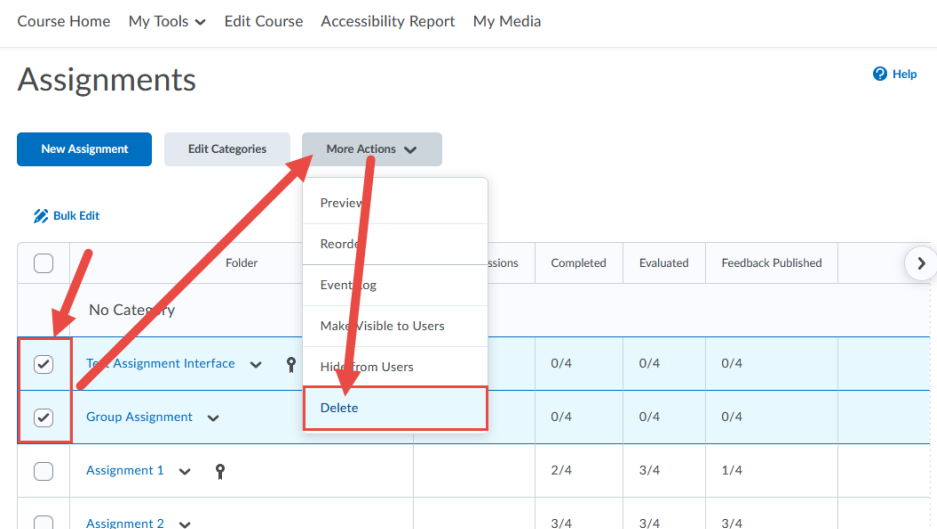 Course Home My Tools Edit Course Accessibility Report My Media
Assignments
Help
New Assignment Edit Categories More Actions
Preview
Bulk Edit
Reorder
Folder Completed Evaluated Feedback Published
Event Log
No Category
Make Visible to Users
Test Assignment Interface 0/4 0/4 0/4
Hide from Users
Delete
Group Assignment 0/4 0/4 0/4
Assignment 1 2/4 3/4 1/4
Assignment 2 3/4 3/4 3/4